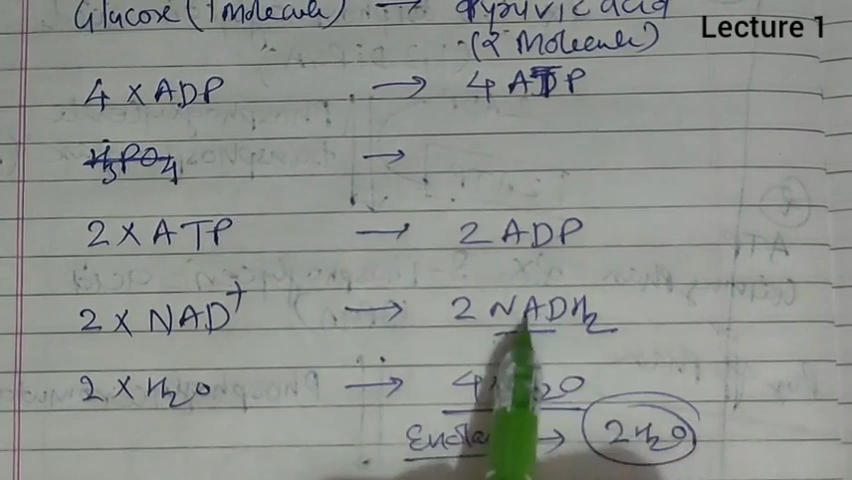 Glucose (1 Molecule) → Pyruvic acid
(2 Molecule)
Lecture 1
4 x ADP → 4 ATP
H3PO4 →
2 x ATP → 2 ADP
2 x NAD+ → 2 NADH2
2 x H2O →
→ 2H2O